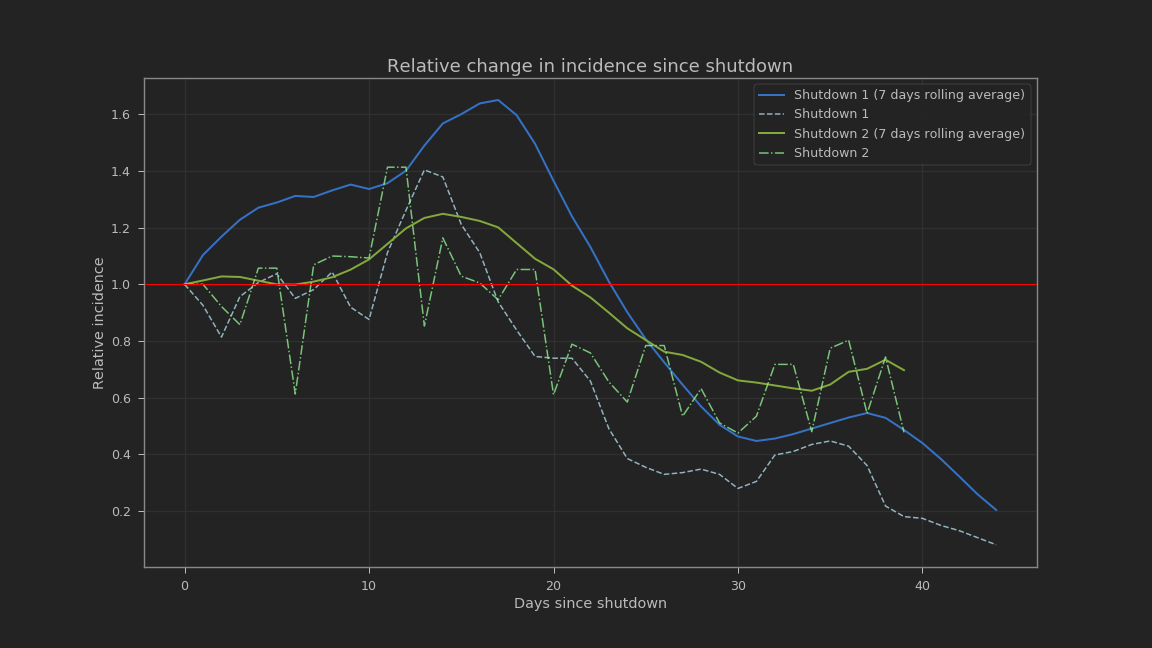 Relative change in incidence since shutdown
Shutdown 1 (7 days rolling average)
Shutdown 1
Shutdown 2 (7 days rolling average)
Shutdown 2
1.6
1.4
1.2
1.0
0.8
0.6
0.4
0.2
Relative incidence
0 10 20 30 40
Days since shutdown